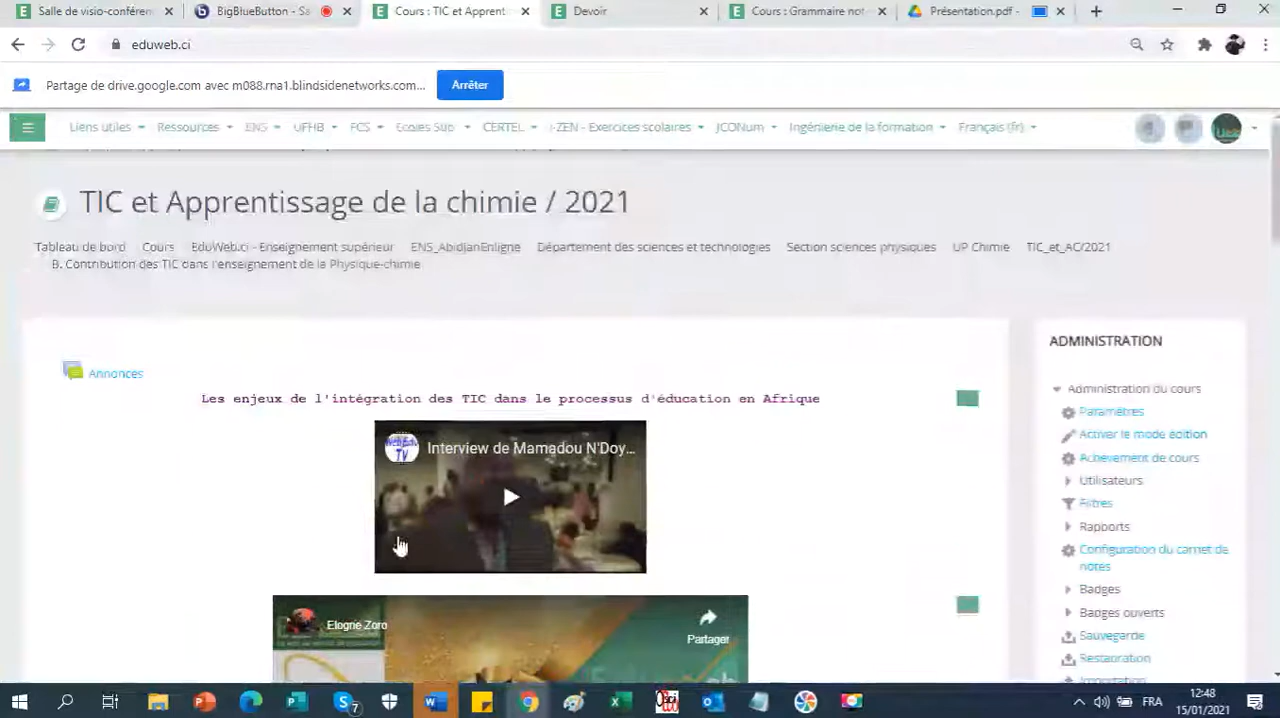 Salle de visio-conféren
BigBlueButton - Sa
Cours : TIC et Apprent
Devoir
Cours : Grammaire not
Présentation.pdf -
eduweb.ci
Partage de drive.google.com avec m088.rna1.blindsidenetworks.com...
Arrêter
Liens utiles
Ressources
ENS
UFHB
FCS
Ecoles Sup
CERTEL
I-ZEN - Exercices scolaires
JCONum
Ingénierie de la formation
Français (fr)
TIC et Apprentissage de la chimie / 2021
Tableau de bord Cours EduWeb.ci - Enseignement supérieur ENS_AbidjanEnligne Département des sciences et technologies Section sciences physiques UP Chimie TIC_et_AC/2021
B. Contribution des TIC dans l'enseignement de la Physique-chimie
Annonces
Les enjeux de l'intégration des TIC dans le processus d'éducation en Afrique
Interview de Mamadou N'Doy...
Elogne Zoro
Partager
ADMINISTRATION
Administration du cours
Paramètres
Activer le mode édition
Achèvement de cours
Utilisateurs
Filtres
Rapports
Configuration du carnet de
notes
Badges
Badges ouverts
Sauvegarde
Restauration
Importation
7
FRA
12:48
15/01/2021